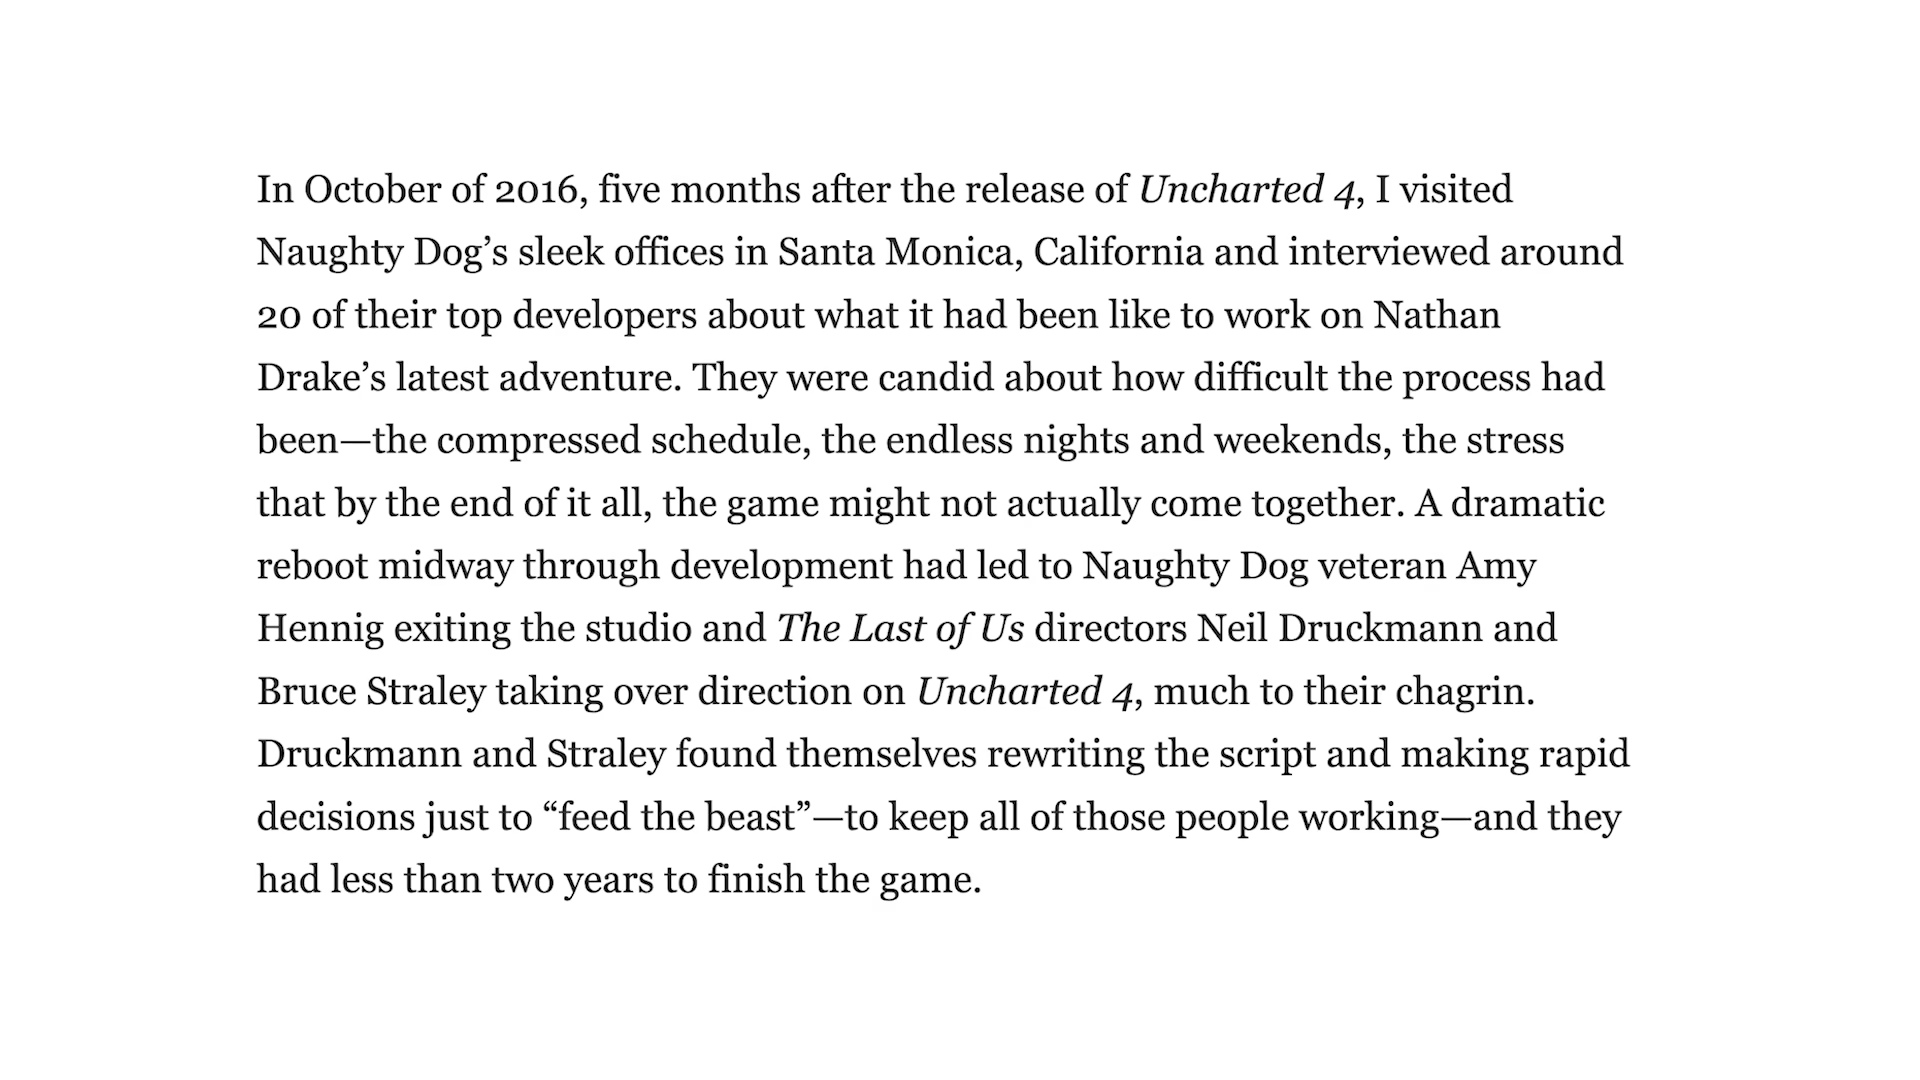 In October of 2016, five months after the release of Uncharted 4, I visited
Naughty Dog’s sleek offices in Santa Monica, California and interviewed around
20 of their top developers about what it had been like to work on Nathan
Drake’s latest adventure. They were candid about how difficult the process had
been—the compressed schedule, the endless nights and weekends, the stress
that by the end of it all, the game might not actually come together. A dramatic
reboot midway through development had led to Naughty Dog veteran Amy
Hennig exiting the studio and The Last of Us directors Neil Druckmann and
Bruce Straley taking over direction on Uncharted 4, much to their chagrin.
Druckmann and Straley found themselves rewriting the script and making rapid
decisions just to “feed the beast”—to keep all of those people working—and they
had less than two years to finish the game.